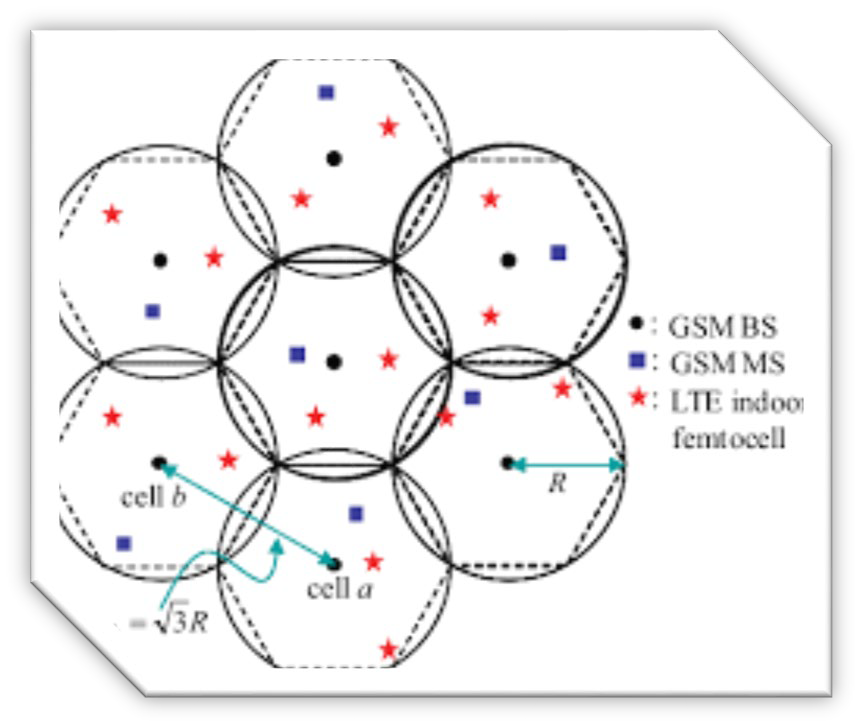 : GSM BS
: GSM MS
: LTE indoor
femtocell
R
cell b
cell a
= √3R